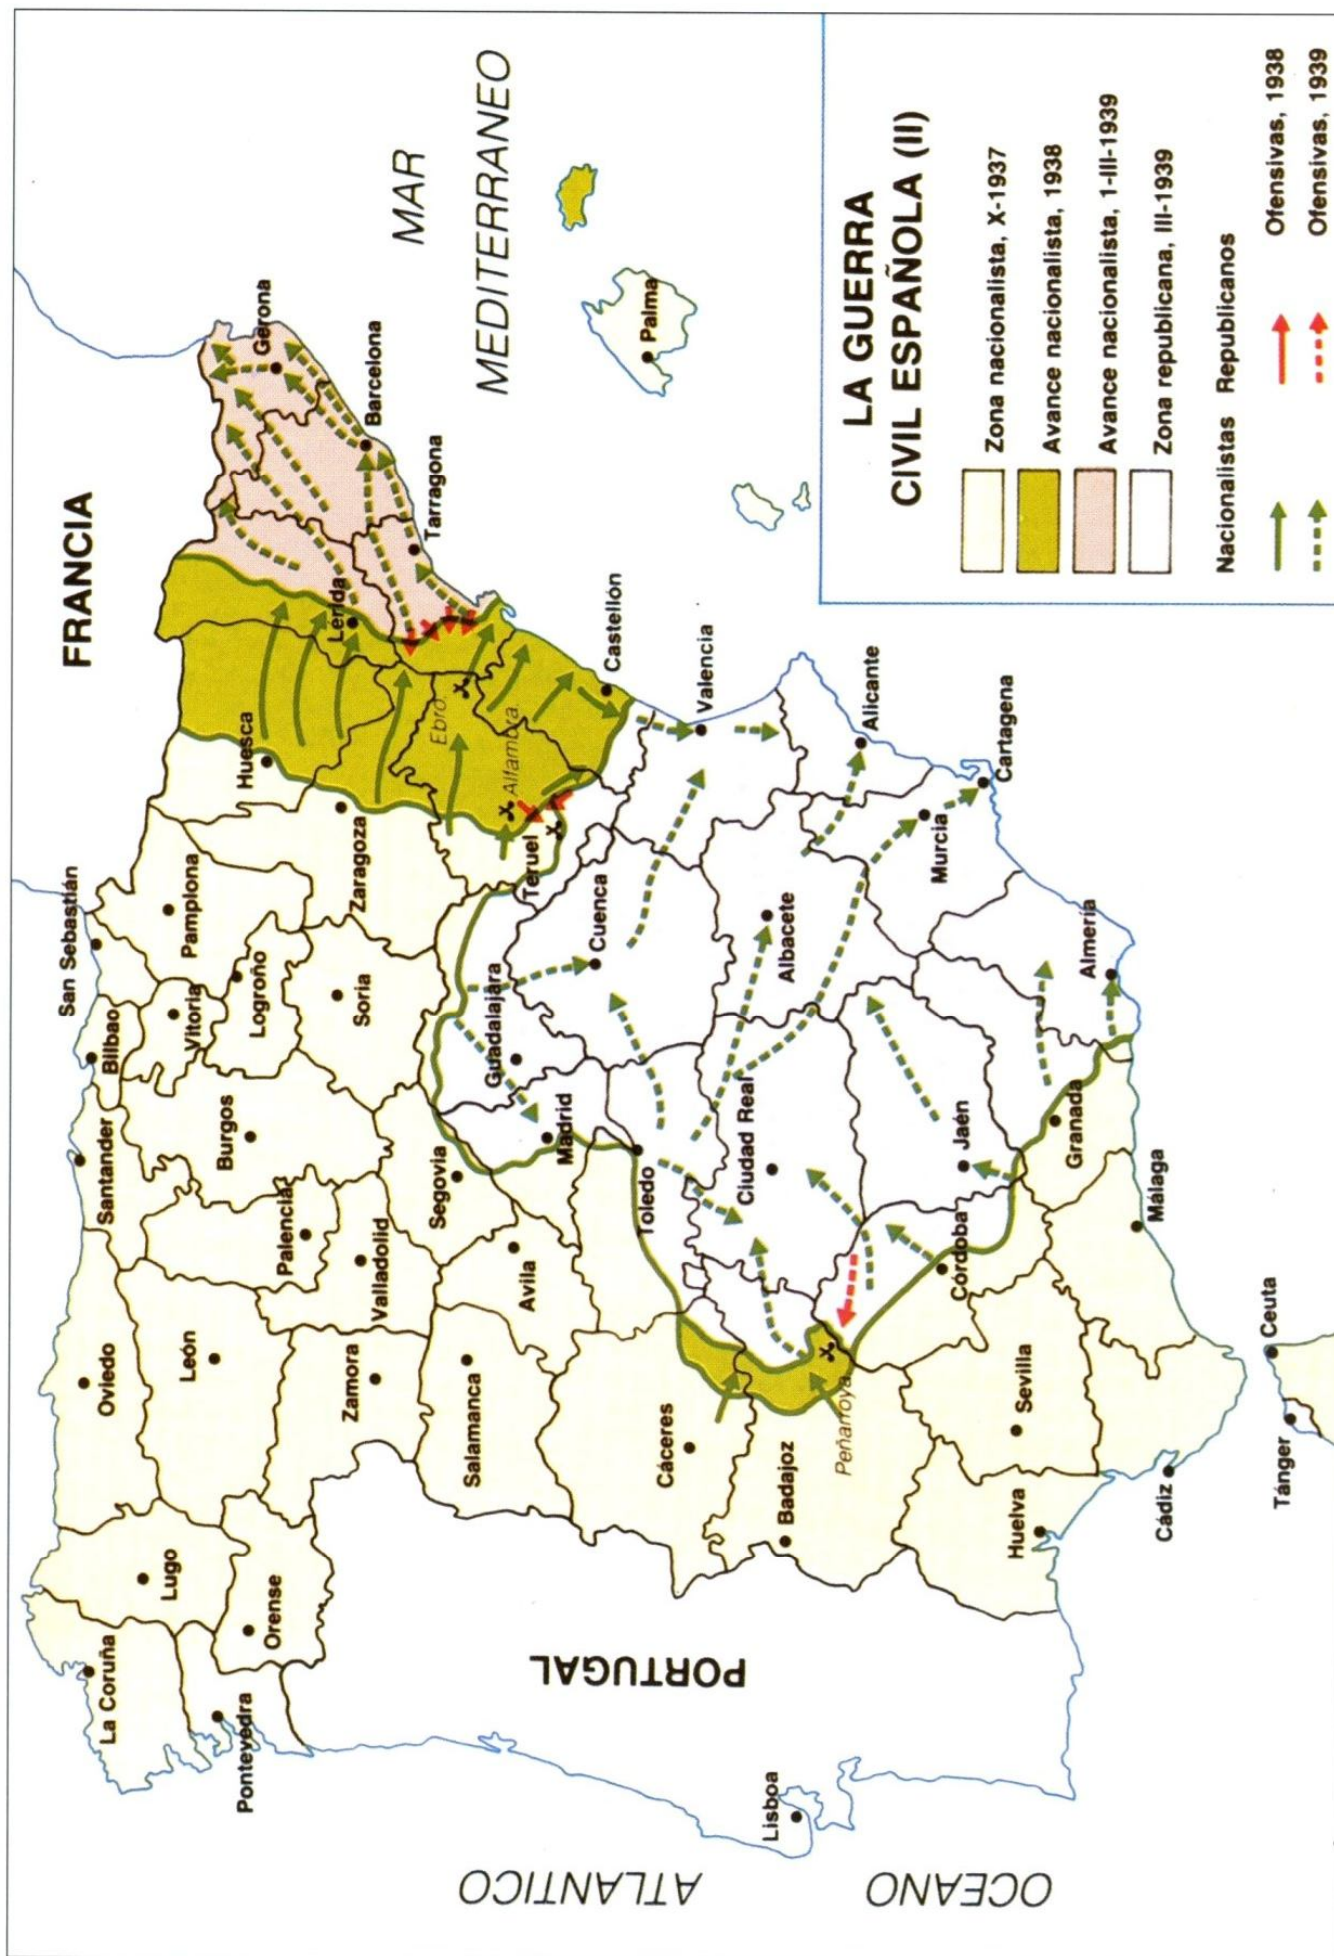 FRANCIA
MAR
MEDITERRANEO
San Sebastián
Bilbao
Santander
Oviedo
La Coruña
Lugo
Pontevedra
Orense
León
Palencia
Burgos
Vitoria
Logroño
Pamplona
Huesca
Zaragoza
Soria
Lérida
Gerona
Barcelona
Tarragona
Zamora
Valladolid
Segovia
Salamanca
Avila
Guadalajara
Madrid
Teruel
Alfambra
Ebro
Castellón
Cuenca
Valencia
Toledo
Cáceres
Badajoz
Ciudad Real
Albacete
Alicante
Murcia
Cartagena
Peñarroya
Córdoba
Jaén
Granada
Almería
Málaga
Sevilla
Huelva
Cádiz
Ceuta
Tánger
Palma
PORTUGAL
Lisboa
OCEANO
ATLANTICO
LA GUERRA
CIVIL ESPAÑOLA (II)
Zona nacionalista, X-1937
Avance nacionalista, 1938
Avance nacionalista, 1-III-1939
Zona republicana, III-1939
Nacionalistas Republicanos
Ofensivas, 1938
Ofensivas, 1939